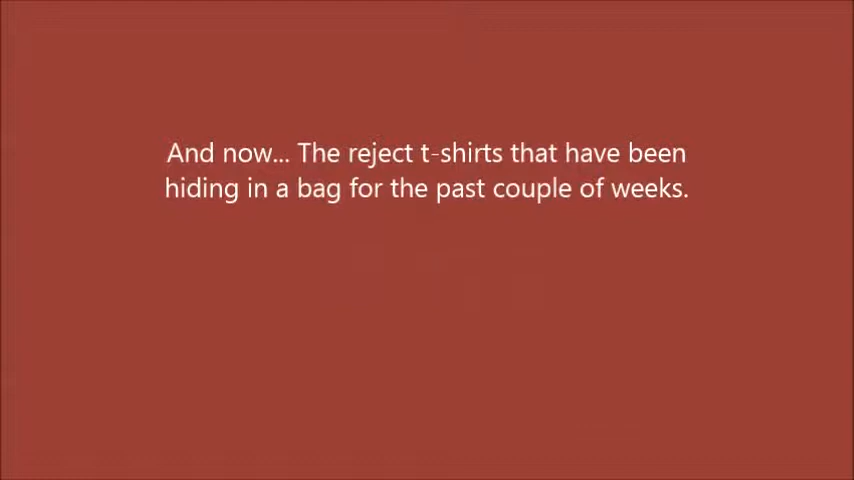 And now... The reject t-shirts that have been
hiding in a bag for the past couple of weeks.